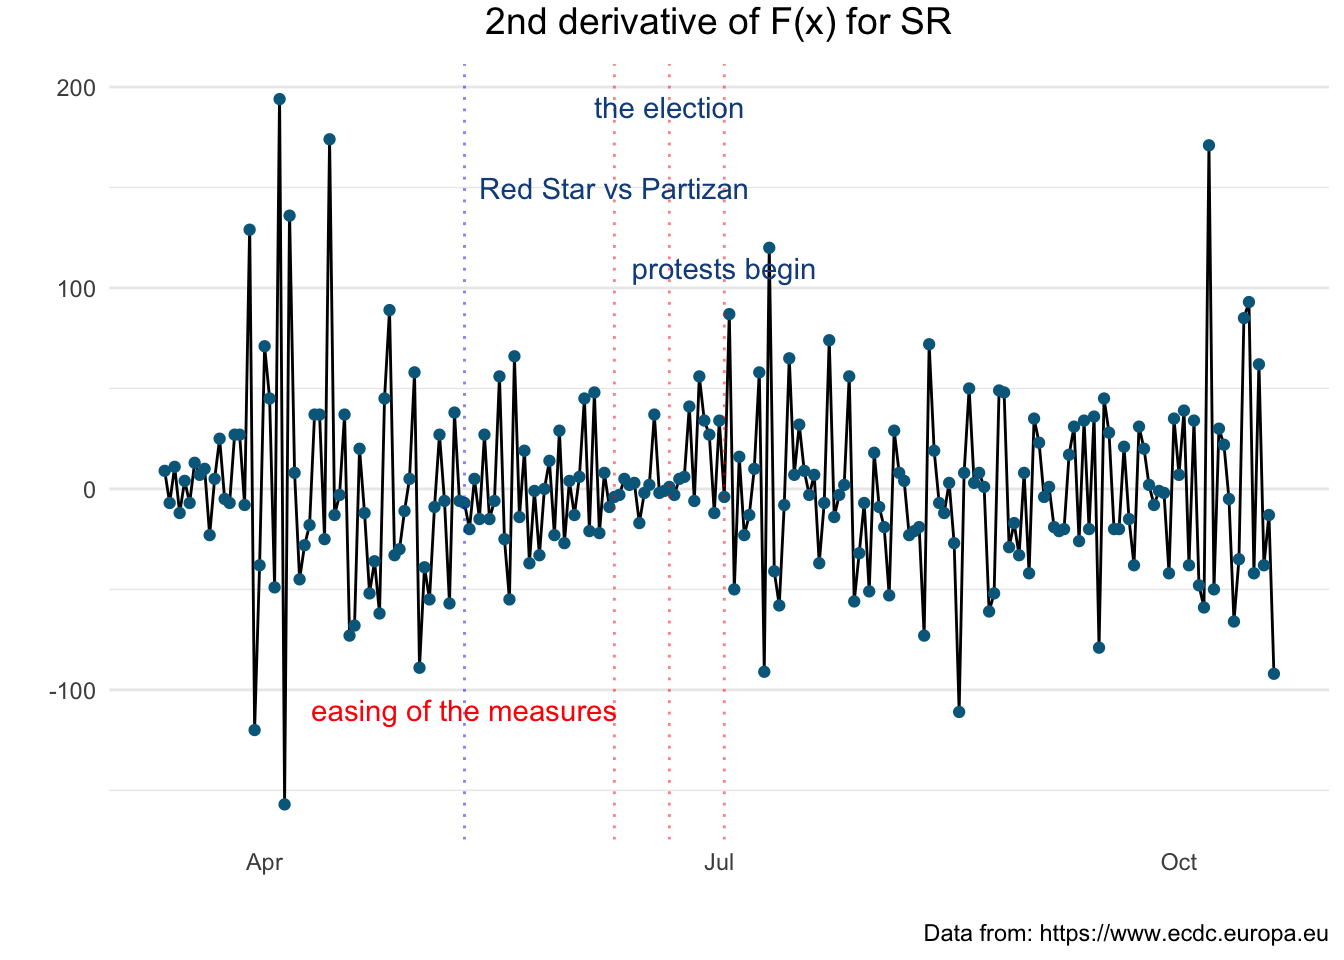 2nd derivative of F(x) for SR
200
the election
Red Star vs Partizan
protests begin
100
0
-100
easing of the measures
Apr
Jul
Oct
Data from: https://www.ecdc.europa.eu